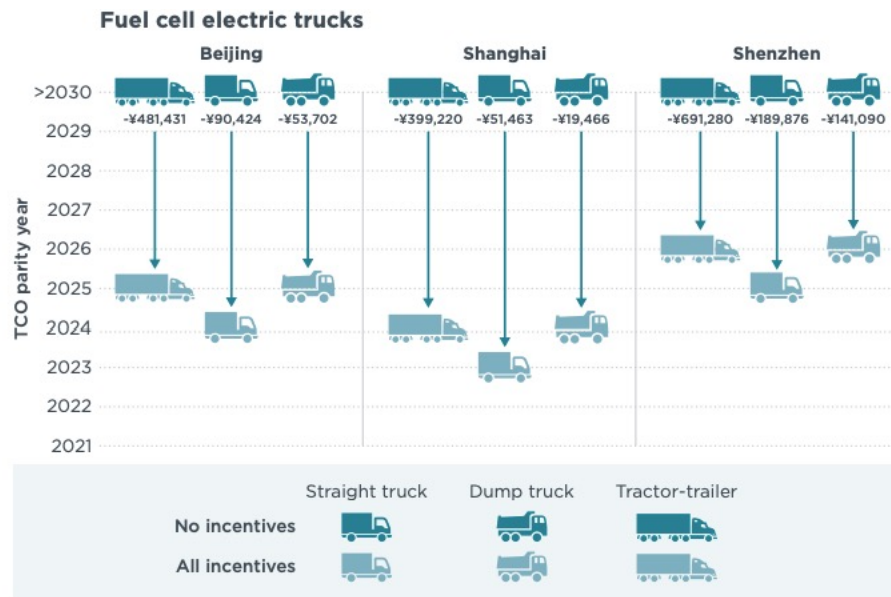 Fuel cell electric trucks
Beijing Shanghai Shenzhen
>2030
-¥481,431 -¥90,424 -¥53,702 -¥399,220 -¥51,463 -¥19,466 -¥691,280 -¥189,876 -¥141,090
2029
2028
2027
2026
2025
2024
2023
2022
2021
TCO parity year
Straight truck Dump truck Tractor-trailer
No incentives
All incentives